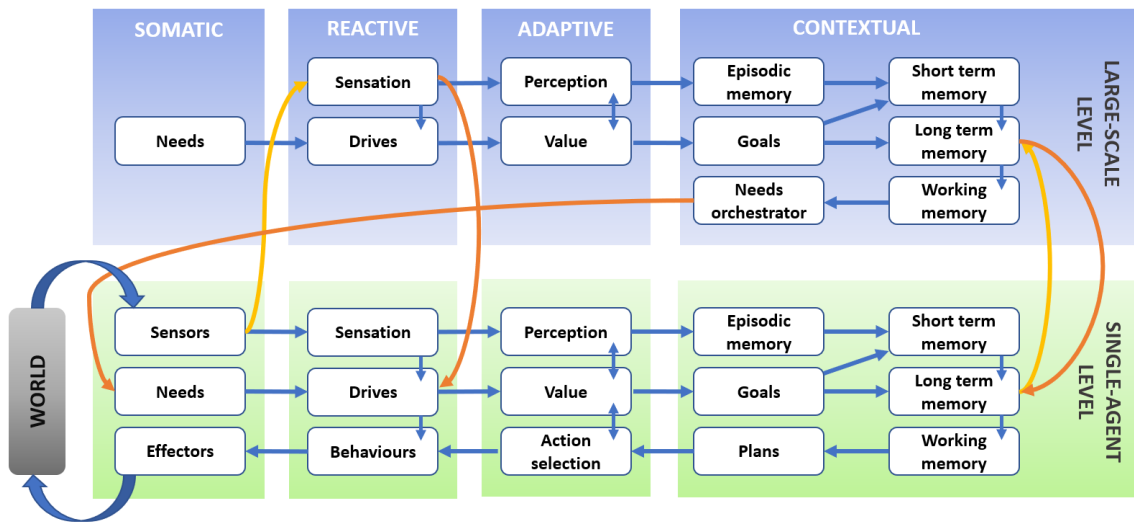 SOMATIC
REACTIVE
ADAPTIVE
CONTEXTUAL
Sensation
Perception
Episodic
memory
Short term
memory
Needs
Drives
Value
Goals
Long term
memory
Needs
orchestrator
Working
memory
LARGE-SCALE
LEVEL
WORLD
Sensors
Sensation
Perception
Episodic
memory
Short term
memory
Needs
Drives
Value
Goals
Long term
memory
Effectors
Behaviours
Action
selection
Plans
Working
memory
SINGLE-AGENT
LEVEL